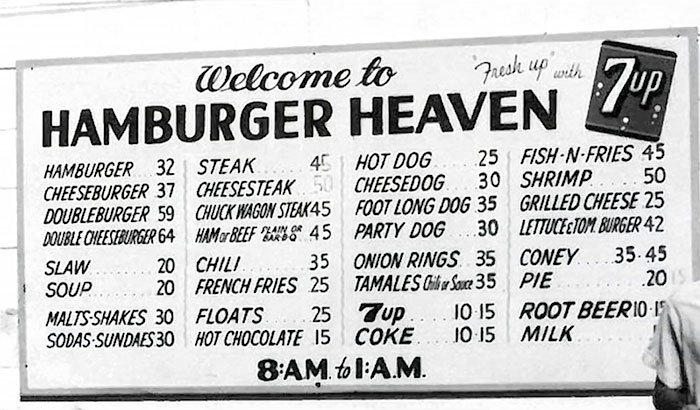 Welcome to
"Fresh up" with
7up
HAMBURGER HEAVEN
HAMBURGER 32
CHEESEBURGER 37
DOUBLEBURGER 59
DOUBLE CHEESEBURGER 64
SLAW 20
SOUP 20
MALTS-SHAKES 30
SODAS-SUNDAES 30
STEAK 45
CHEESESTEAK 50
CHUCK WAGON STEAK 45
HAM or BEEF PLAIN OR BAR-B-Q 45
CHILI 35
FRENCH FRIES 25
FLOATS 25
HOT CHOCOLATE 15
HOT DOG 25
CHEESEDOG 30
FOOT LONG DOG 35
PARTY DOG 30
ONION RINGS 35
TAMALES Chili or Sauce 35
7up 10-15
COKE 10-15
FISH-N-FRIES 45
SHRIMP 50
GRILLED CHEESE 25
LETTUCE & TOM. BURGER 42
CONEY 35-45
PIE 20
ROOT BEER 10-15
MILK
8:AM. to 1:A.M.